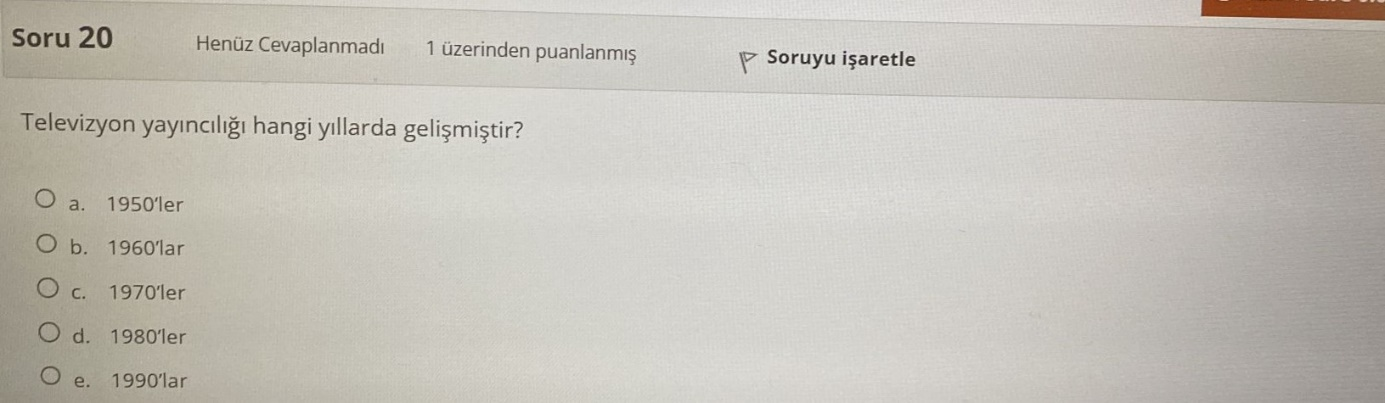 Soru 20 Henüz Cevaplanmadı 1 üzerinden puanlanmış Soruyu işaretle
Televizyon yayıncılığı hangi yıllarda gelişmiştir?
a. 1950'ler
b. 1960'lar
c. 1970'ler
d. 1980'ler
e. 1990'lar